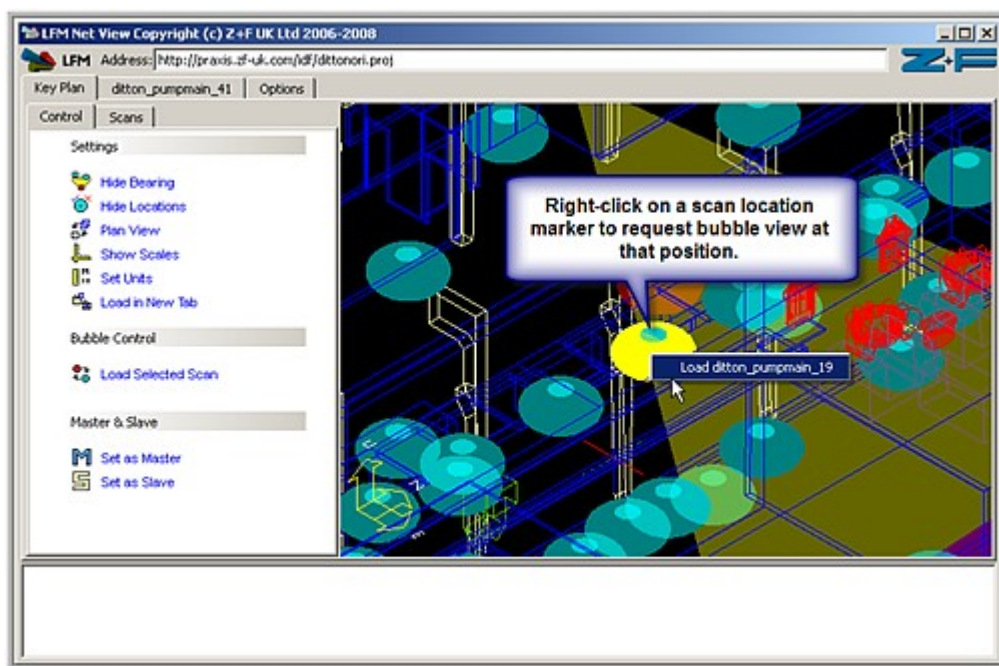 LFM Net View Copyright (c) Z+F UK Ltd 2006-2008
LFM Address: http://praxis.zf-uk.com/ldf/dittonori.proj
Z+F
Key Plan ditton_pumpmain_41 Options
Control Scans
Settings
Hide Bearing
Hide Locations
Plan View
Show Scales
Set Units
Load in New Tab
Bubble Control
Load Selected Scan
Master & Slave
Set as Master
Set as Slave
Right-click on a scan location
marker to request bubble view at
that position.
Load ditton_pumpmain_19